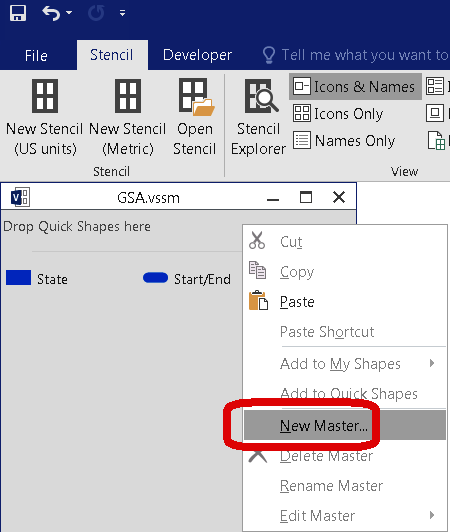 File Stencil Developer Tell me what you want to
New Stencil (US units)
New Stencil (Metric)
Open Stencil
Stencil Explorer
Icons & Names
Icons Only
Names Only
Stencil
View
GSA.vssm
Drop Quick Shapes here
State
Start/End
Cut
Copy
Paste
Paste Shortcut
Add to My Shapes
Add to Quick Shapes
New Master...
Delete Master
Rename Master
Edit Master